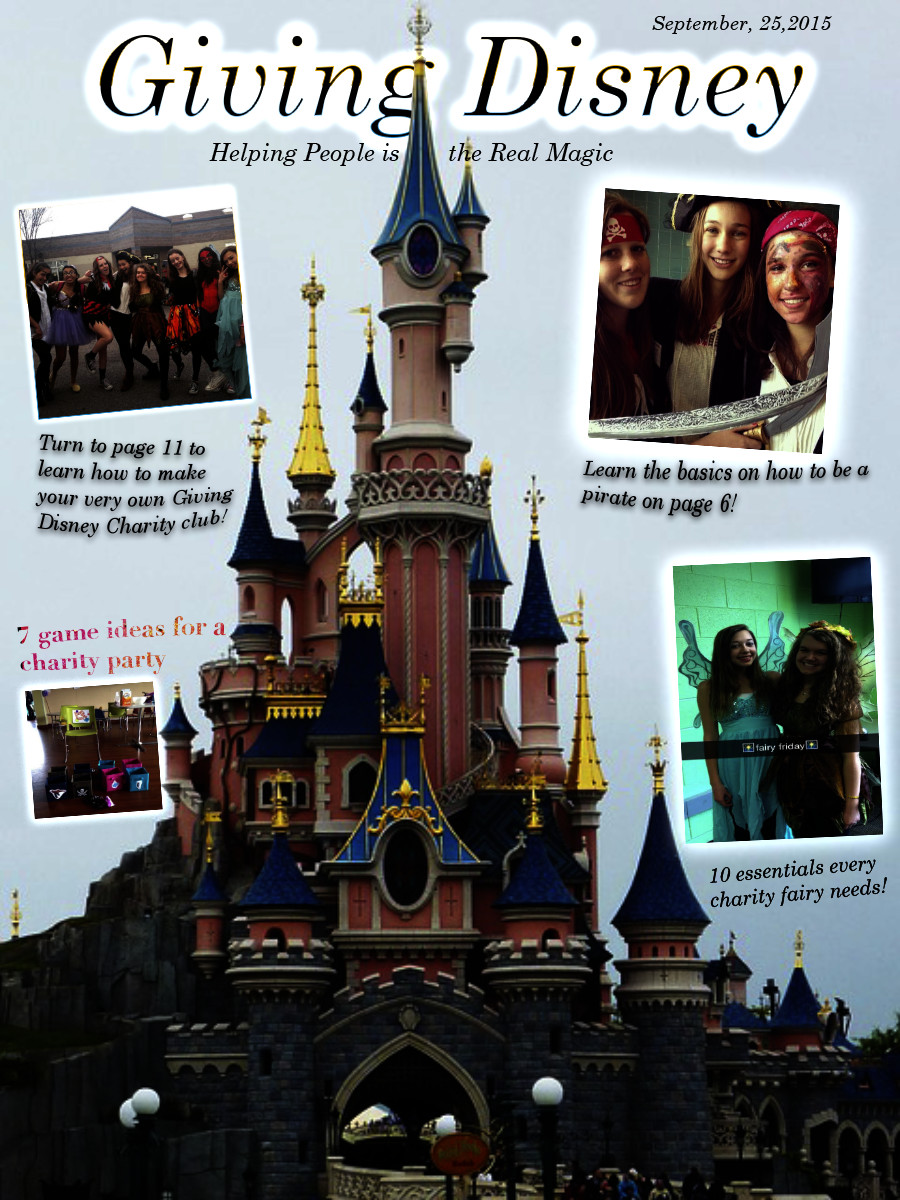 September, 25,2015
Giving Disney
Helping People is the Real Magic
Turn to page 11 to
learn how to make
your very own Giving
Disney Charity club!
Learn the basics on how to be a
pirate on page 6!
7 game ideas for a
charity party
fairy friday
10 essentials every
charity fairy needs!